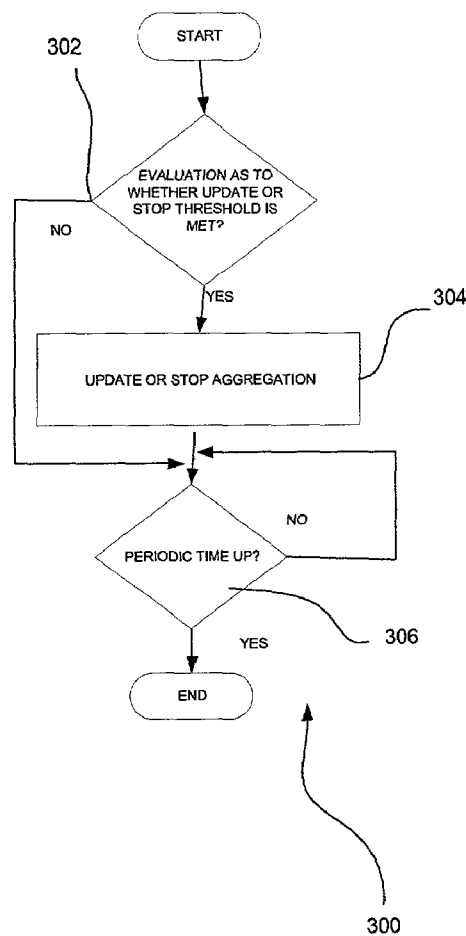 302
START
EVALUATION AS TO
WHETHER UPDATE OR
STOP THRESHOLD IS
MET?
NO
YES
304
UPDATE OR STOP AGGREGATION
NO
PERIODIC TIME UP?
306
YES
END
300